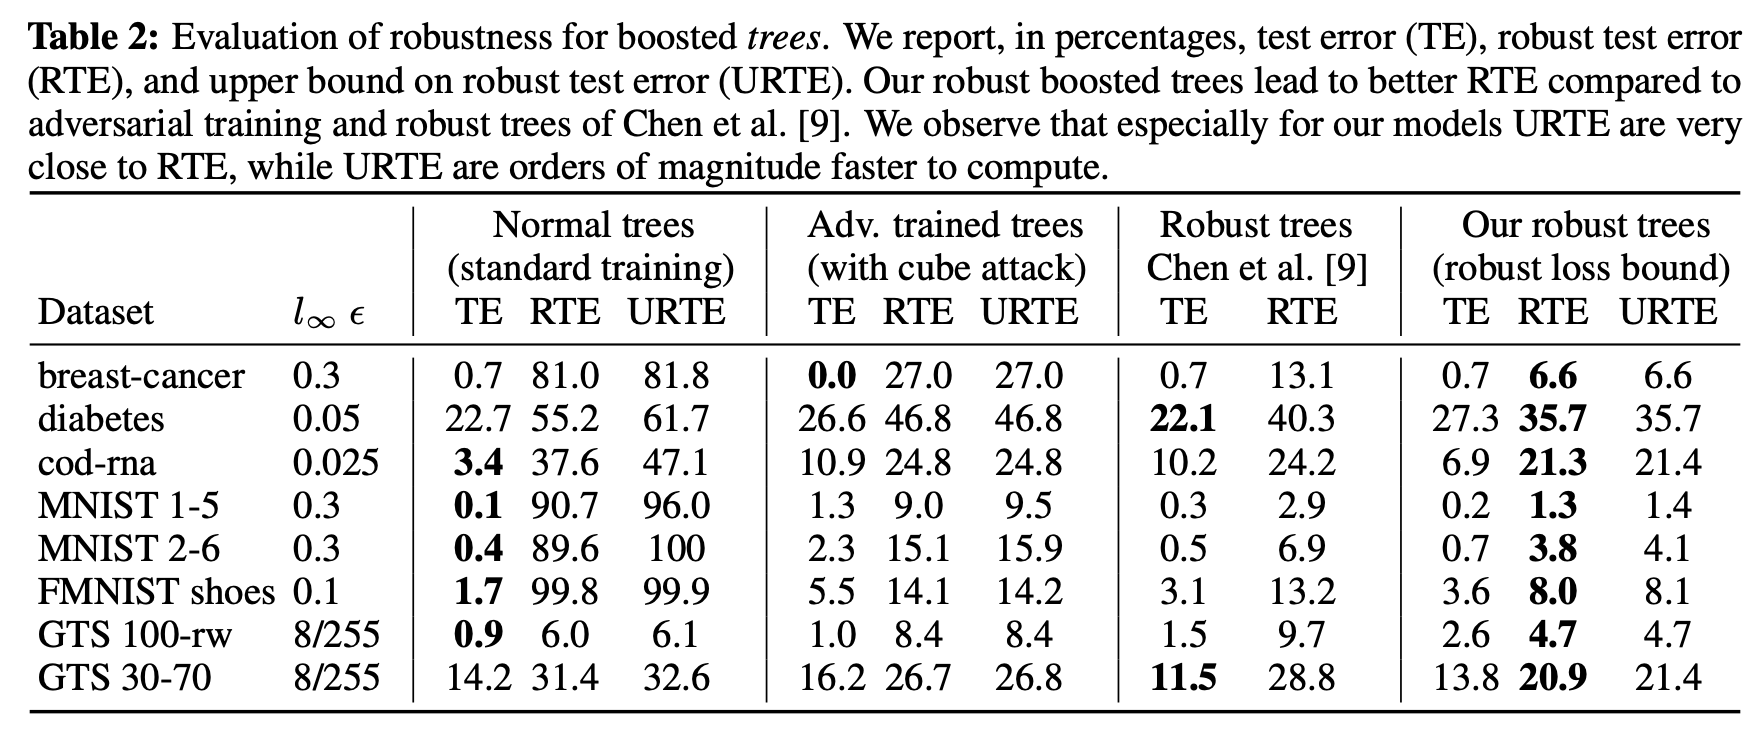 Table 2: Evaluation of robustness for boosted trees. We report, in percentages, test error (TE), robust test error
(RTE), and upper bound on robust test error (URTE). Our robust boosted trees lead to better RTE compared to
adversarial training and robust trees of Chen et al. [9]. We observe that especially for our models URTE are very
close to RTE, while URTE are orders of magnitude faster to compute.
Normal trees Adv. trained trees Robust trees Our robust trees
(standard training) (with cube attack) Chen et al. [9] (robust loss bound)
Dataset l∞ ϵ TE RTE URTE TE RTE URTE TE RTE TE RTE URTE
breast-cancer 0.3 0.7 81.0 81.8 0.0 27.0 27.0 0.7 13.1 0.7 6.6 6.6
diabetes 0.05 22.7 55.2 61.7 26.6 46.8 46.8 22.1 40.3 27.3 35.7 35.7
cod-rna 0.025 3.4 37.6 47.1 10.9 24.8 24.8 10.2 24.2 6.9 21.3 21.4
MNIST 1-5 0.3 0.1 90.7 96.0 1.3 9.0 9.5 0.3 2.9 0.2 1.3 1.4
MNIST 2-6 0.3 0.4 89.6 100 2.3 15.1 15.9 0.5 6.9 0.7 3.8 4.1
FMNIST shoes 0.1 1.7 99.8 99.9 5.5 14.1 14.2 3.1 13.2 3.6 8.0 8.1
GTS 100-rw 8/255 0.9 6.0 6.1 1.0 8.4 8.4 1.5 9.7 2.6 4.7 4.7
GTS 30-70 8/255 14.2 31.4 32.6 16.2 26.7 26.8 11.5 28.8 13.8 20.9 21.4